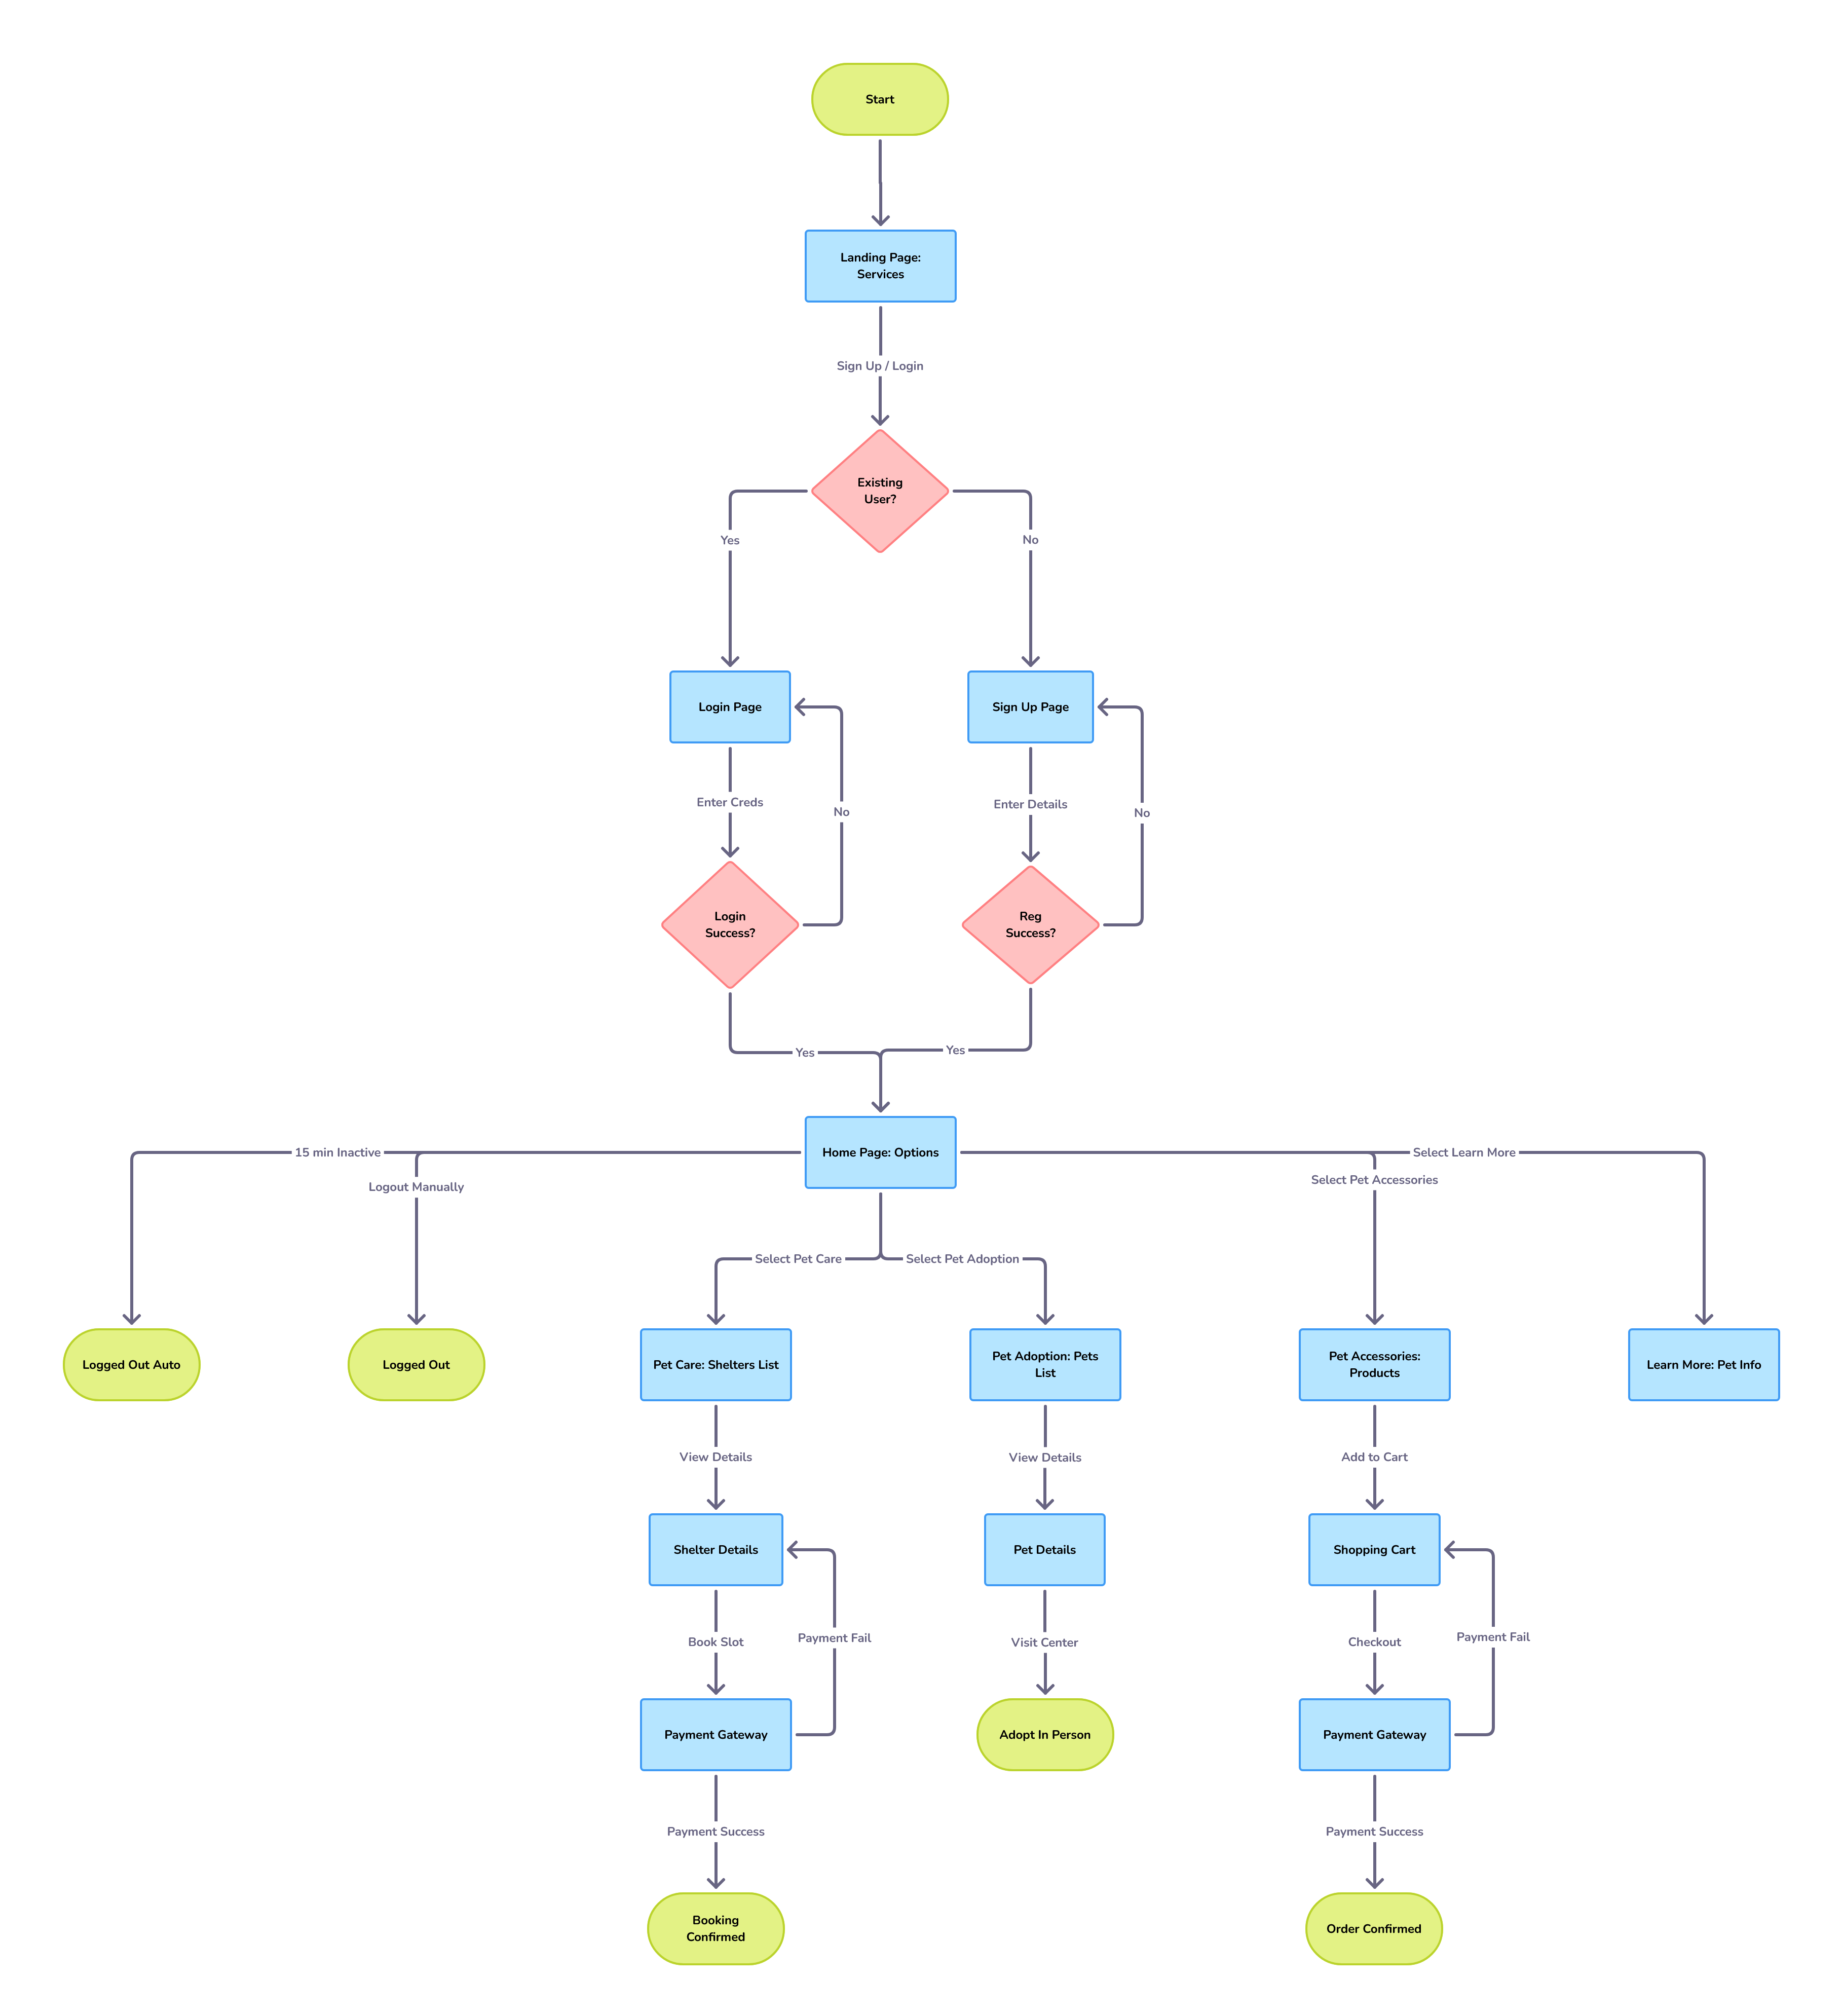 Start
Landing Page:
Services
Sign Up / Login
Existing
User?
Yes
No
Login Page
Sign Up Page
Enter Creds
No
Enter Details
No
Login
Success?
Reg
Success?
Yes
Yes
Home Page: Options
15 min Inactive
Logout Manually
Select Learn More
Select Pet Accessories
Select Pet Care
Select Pet Adoption
Logged Out Auto
Logged Out
Pet Care: Shelters List
Pet Adoption: Pets
List
Pet Accessories:
Products
Learn More: Pet Info
View Details
View Details
Add to Cart
Shelter Details
Pet Details
Shopping Cart
Book Slot
Payment Fail
Visit Center
Checkout
Payment Fail
Payment Gateway
Adopt In Person
Payment Gateway
Payment Success
Payment Success
Booking
Confirmed
Order Confirmed